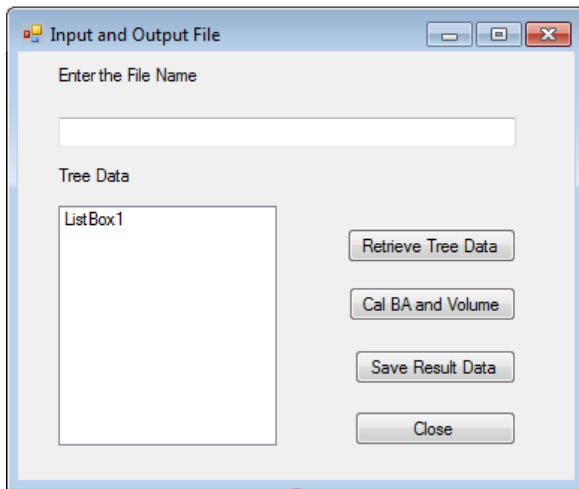 Input and Output File
Enter the File Name
Tree Data
ListBox1
Retrieve Tree Data
Cal BA and Volume
Save Result Data
Close